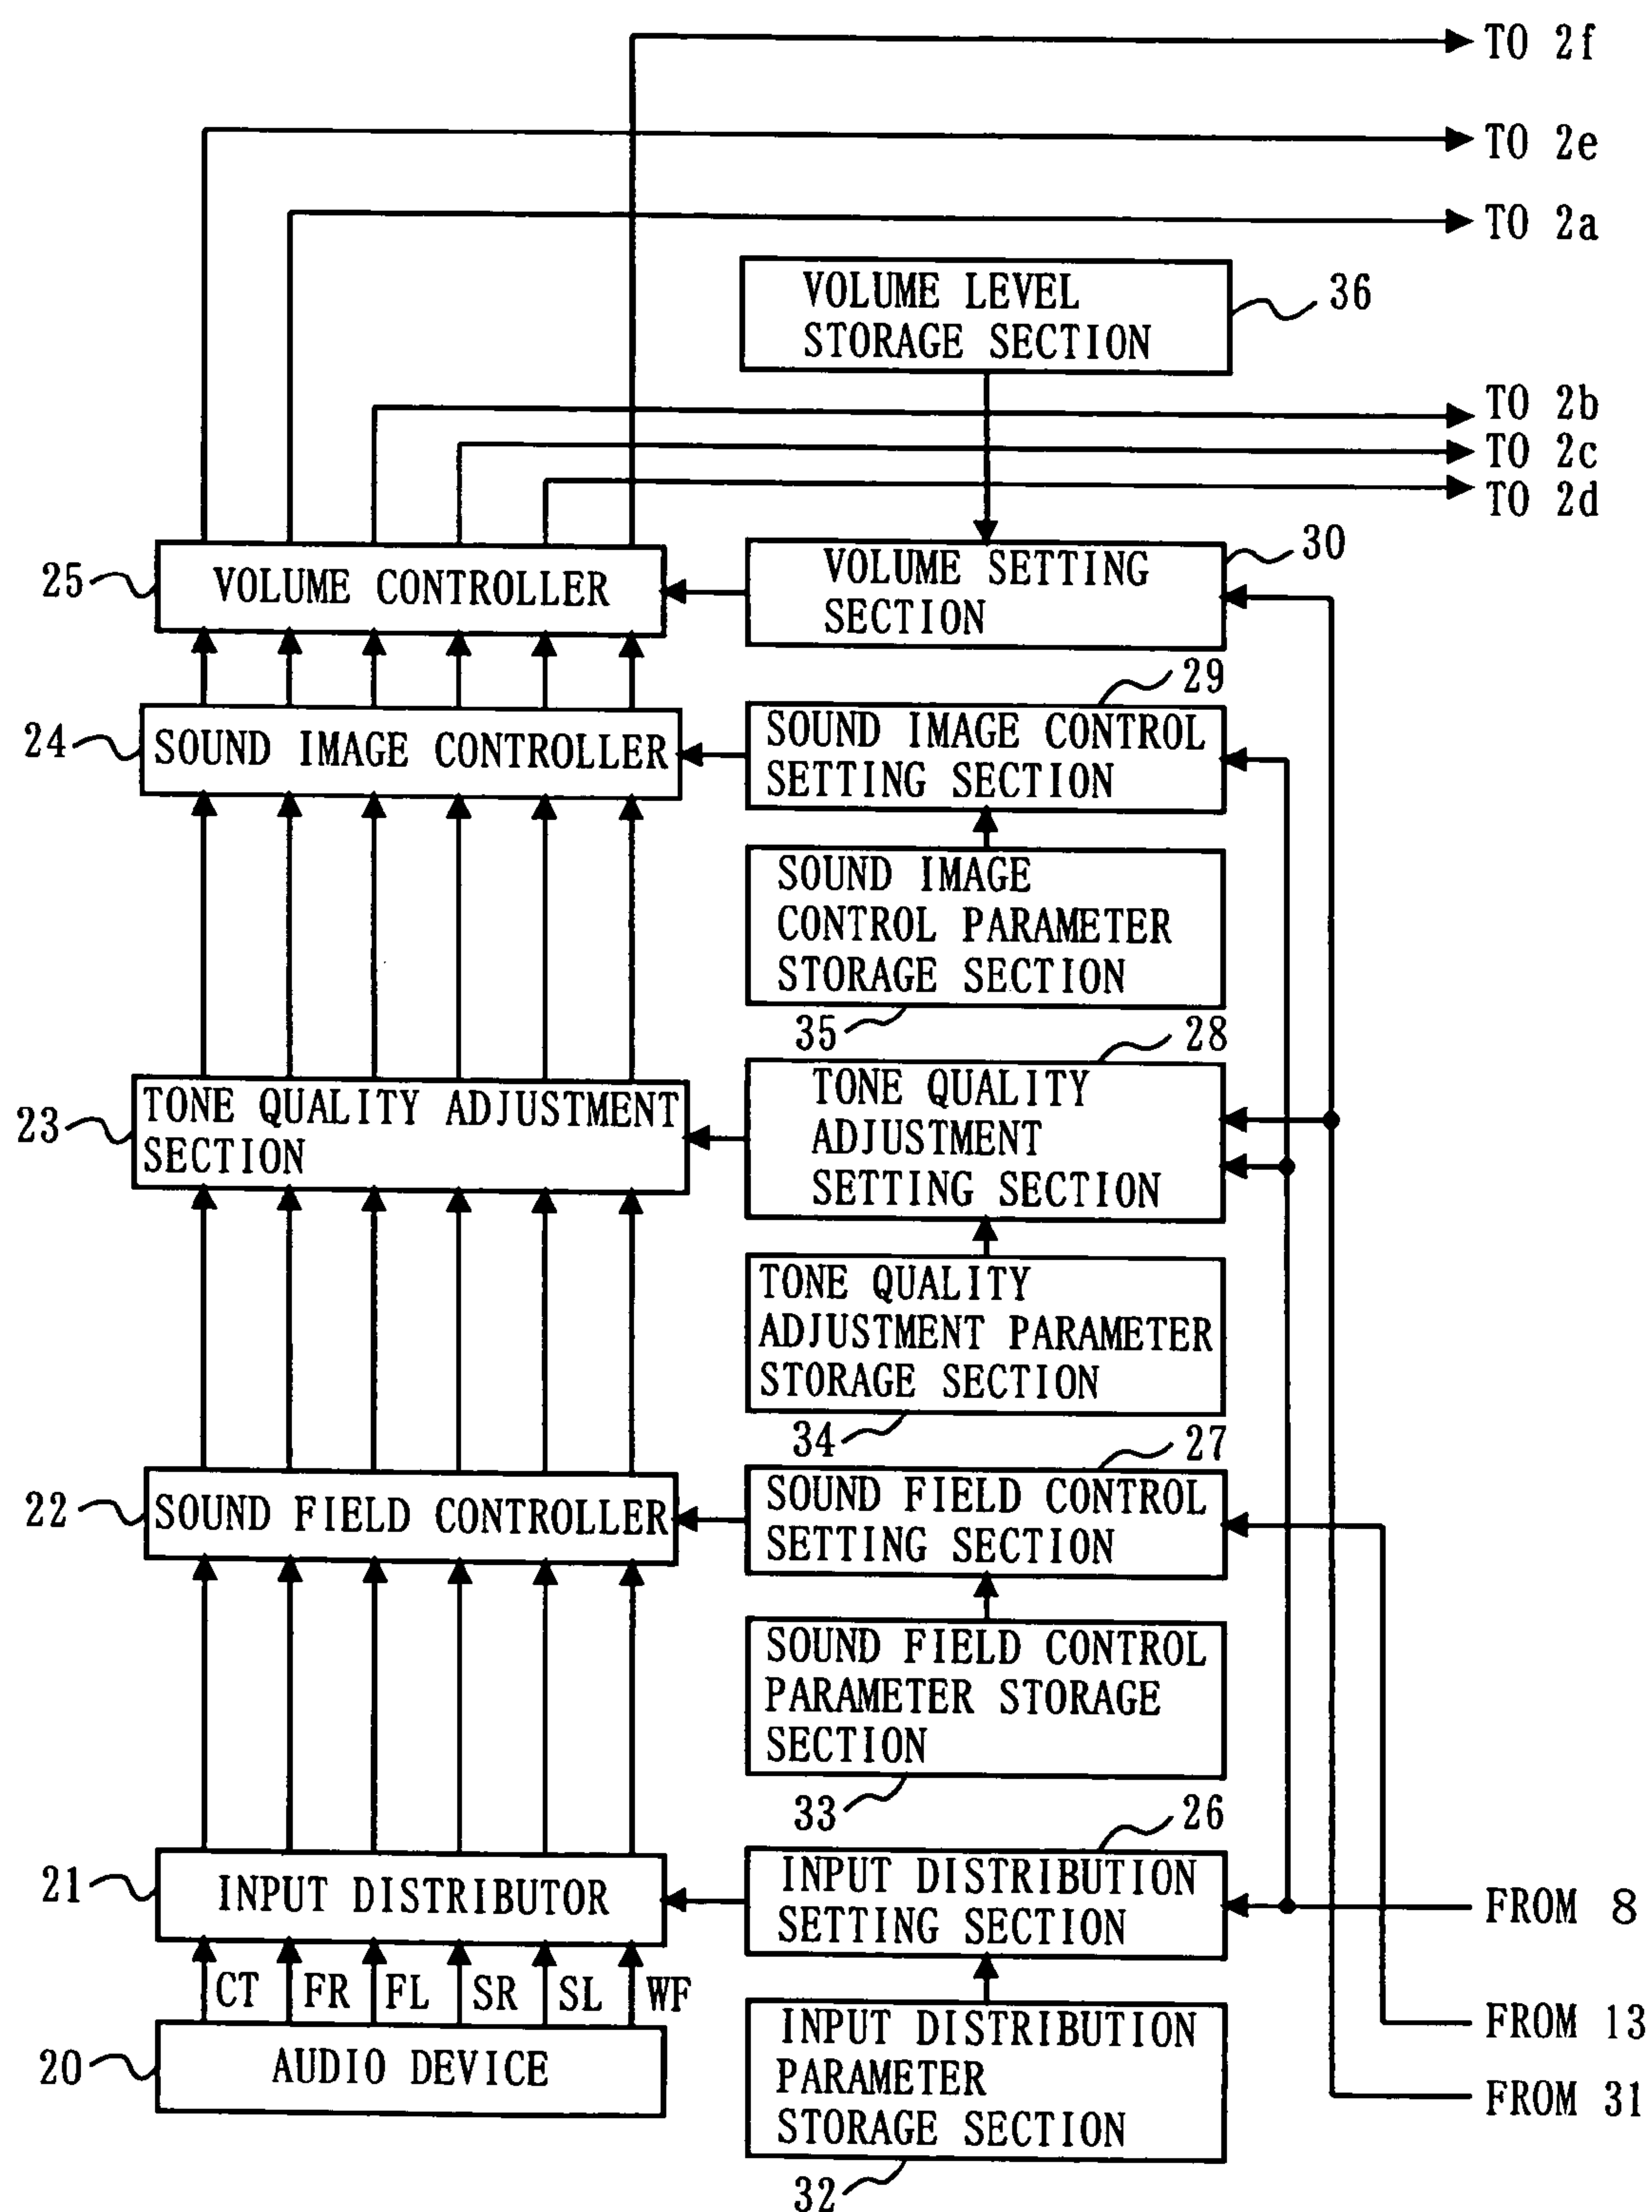 TO 2f
TO 2e
TO 2a
VOLUME LEVEL
STORAGE SECTION
36
TO 2b
TO 2c
TO 2d
25
VOLUME CONTROLLER
VOLUME SETTING
SECTION
30
29
24
SOUND IMAGE CONTROLLER
SOUND IMAGE CONTROL
SETTING SECTION
SOUND IMAGE
CONTROL PARAMETER
STORAGE SECTION
35
28
23
TONE QUALITY ADJUSTMENT
SECTION
TONE QUALITY
ADJUSTMENT
SETTING SECTION
TONE QUALITY
ADJUSTMENT PARAMETER
STORAGE SECTION
34
27
22
SOUND FIELD CONTROLLER
SOUND FIELD CONTROL
SETTING SECTION
SOUND FIELD CONTROL
PARAMETER STORAGE
SECTION
33
26
21
INPUT DISTRIBUTOR
INPUT DISTRIBUTION
SETTING SECTION
FROM 8
CT FR FL SR SL WF
20
AUDIO DEVICE
INPUT DISTRIBUTION
PARAMETER
STORAGE SECTION
32
FROM 13
FROM 31